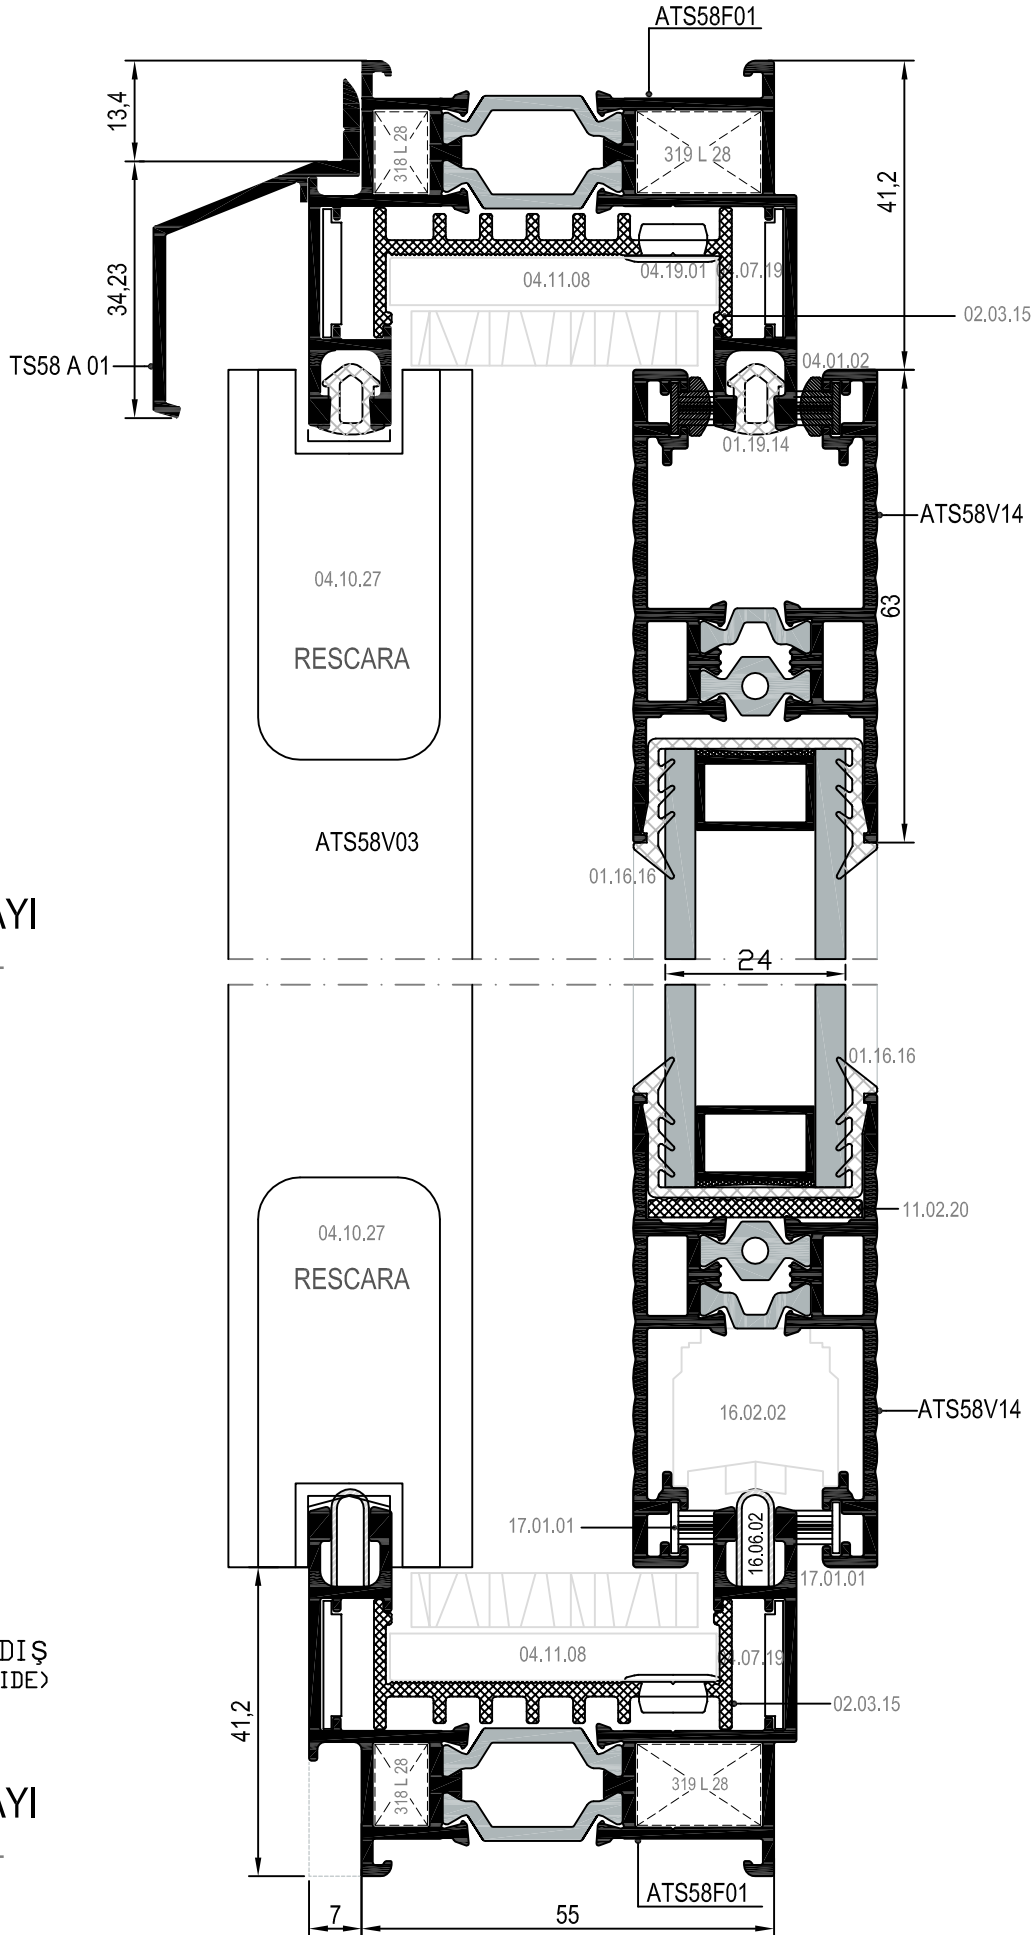 ATS58F01
13,4
318 L 28
319 L 28
41,2
34,23
04.11.08
04.19.01
.07.19
02.03.15
TS58 A 01
04.01.02
01.19.14
ATS58V14
04.10.27
63
RESCARA
ATS58V03
01.16.16
AYI
24
01.16.16
11.02.20
04.10.27
RESCARA
16.02.02
ATS58V14
17.01.01
16.06.02
17.01.01
DIŞ
IDE)
04.11.08
.07.19
02.03.15
41,2
318 L 28
319 L 28
AYI
ATS58F01
7
55